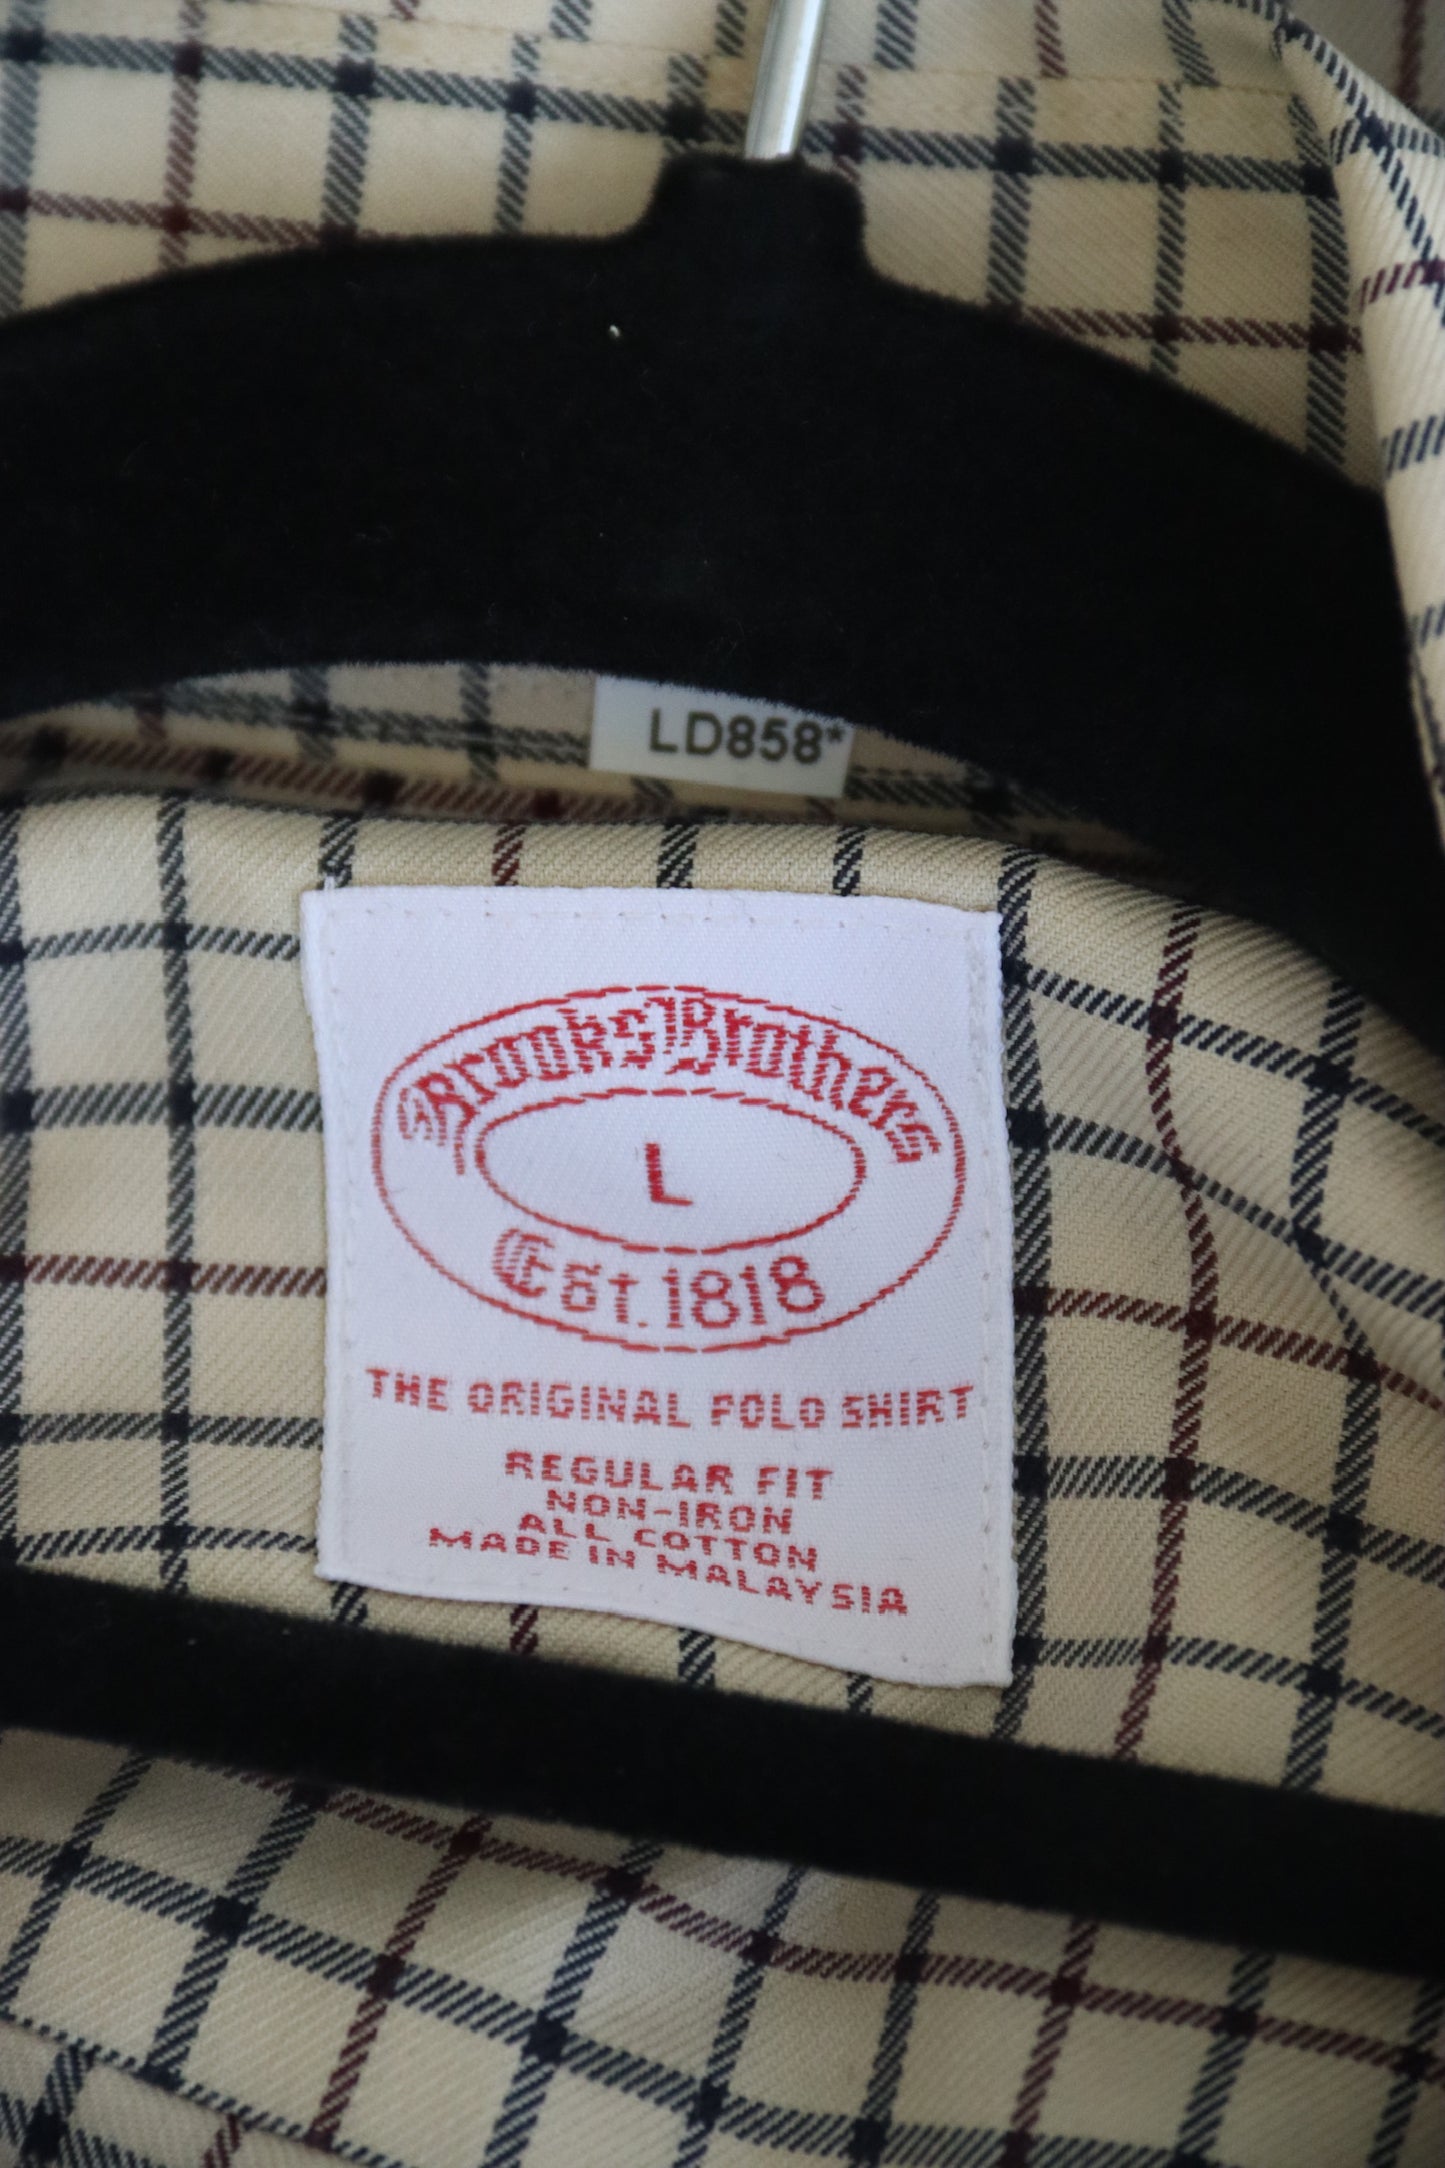 LD858*
Brooks Brothers
L
Est. 1818
THE ORIGINAL POLO SHIRT
REGULAR FIT
NON-IRON
ALL COTTON
MADE IN MALAYSIA